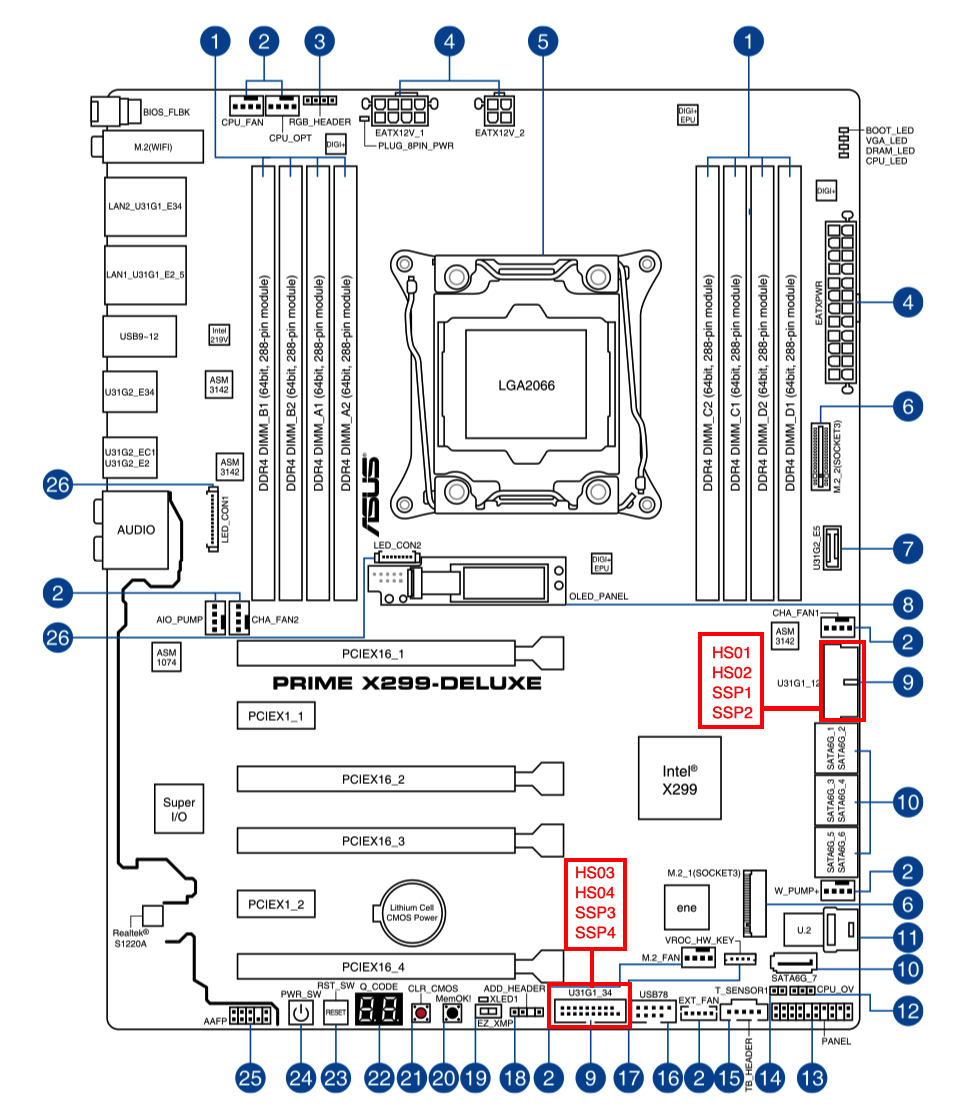 1 2 3 4 5 1
BIOS_FLBK
CPU_FAN
CPU_OPT
RGB_HEADER
EATX12V_1
PLUG_8PIN_PWR
EATX12V_2
DIGI+
EPU
BOOT_LED
VGA_LED
DRAM_LED
CPU_LED
M.2(WIFI)
DIGI+
DIGI+
LAN2_U31G1_E34
LAN1_U31G1_E2_5
USB9~12
Intel
219V
U31G2_E34
ASM
3142
U31G2_EC1
U31G2_E2
ASM
3142
26
LED_CON1
AUDIO
DDR4 DIMM_B1 (64bit, 288-pin module)
DDR4 DIMM_B2 (64bit, 288-pin module)
DDR4 DIMM_A1 (64bit, 288-pin module)
DDR4 DIMM_A2 (64bit, 288-pin module)
LGA2066
DDR4 DIMM_C2 (64bit, 288-pin module)
DDR4 DIMM_C1 (64bit, 288-pin module)
DDR4 DIMM_D2 (64bit, 288-pin module)
DDR4 DIMM_D1 (64bit, 288-pin module)
EATXPWR
4
6
M.2_2(SOCKET3)
U31G2_E5
7
ASUS®
LED_CON2
DIGI+
EPU
OLED_PANEL
8
2
AIO_PUMP
CHA_FAN2
26
CHA_FAN1
ASM
3142
2
ASM
1074
PCIEX16_1
PRIME X299-DELUXE
HS01
HS02
SSP1
SSP2
U31G1_12
9
PCIEX1_1
SATA6G_1
SATA6G_2
PCIEX16_2
Intel®
X299
SATA6G_3
SATA6G_4
10
Super
I/O
PCIEX16_3
SATA6G_5
SATA6G_6
HS03
HS04
SSP3
SSP4
M.2_1(SOCKET3)
W_PUMP+
2
PCIEX1_2
Lithium Cell
CMOS Power
ene
6
Realtek®
S1220A
VROC_HW_KEY
U.2
11
PCIEX16_4
M.2_FAN
SATA6G_7
10
AAFP
PWR_SW
RST_SW
RESET
Q_CODE
CLR_CMOS
MemOK!
XLED1
EZ_XMP
ADD_HEADER
U31G1_34
USB78
EXT_FAN
T_SENSOR1
TB_HEADER
CPU_OV
PANEL
12
25 24 23 22 21 20 19 18 2 9 17 16 2 15 14 13